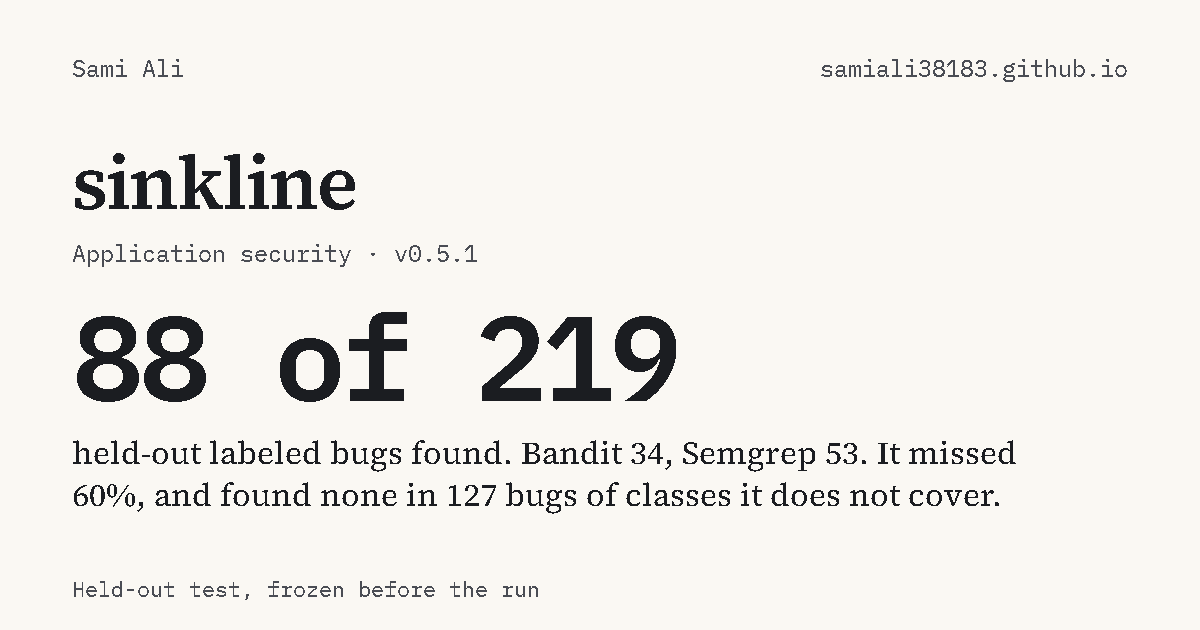 Sami Ali
samiali38183.github.io
sinkline
Application security · v0.5.1
88 of 219
held-out labeled bugs found. Bandit 34, Semgrep 53. It missed
60%, and found none in 127 bugs of classes it does not cover.
Held-out test, frozen before the run